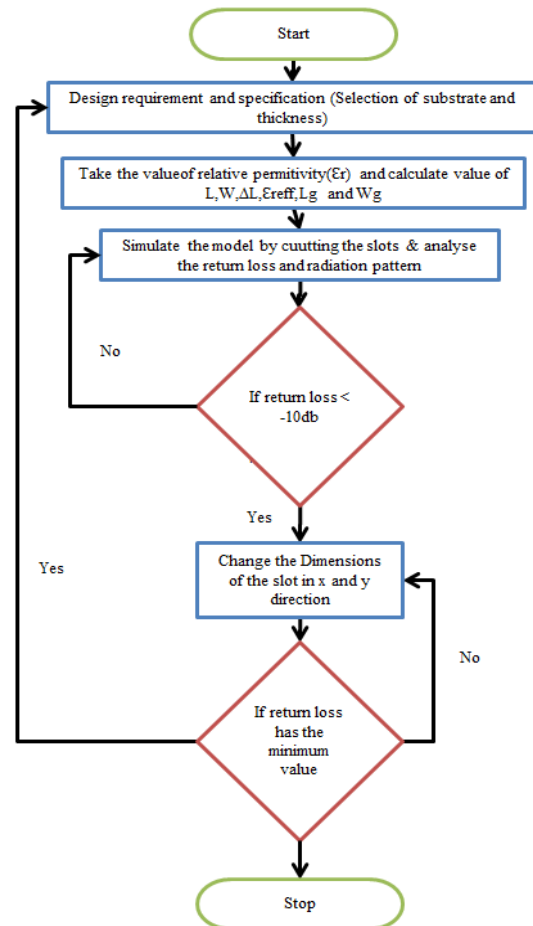 Start
Design requirement and specification (Selection of substrate and
thickness)
Take the valueof relative permitivity(Ɛr) and calculate value of
L,W,ΔL,Ɛreff,Lg and Wg
Simulate the model by cuutting the slots & analyse
the return loss and radiation pattern
No
If return loss <
-10db
Yes
Change the Dimensions
of the slot in x and y
direction
Yes
No
If return loss
has the
minimum
value
Stop